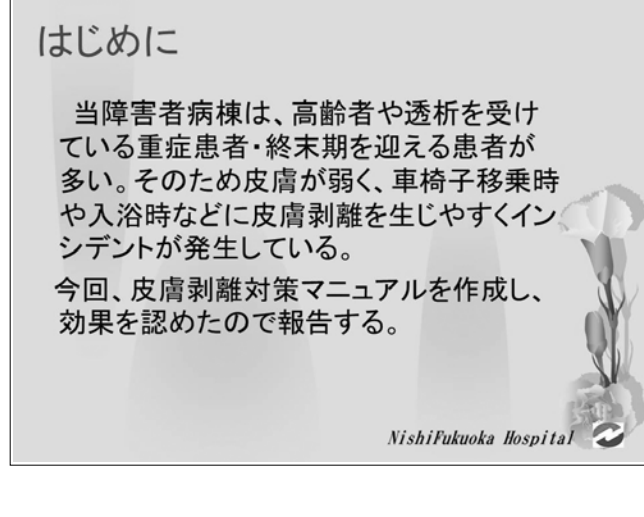 はじめに
当障害者病棟は、高齢者や透析を受け
ている重症患者・終末期を迎える患者が
多い。そのため皮膚が弱く、車椅子移乗時
や入浴時などに皮膚剥離を生じやすくイン
シデントが発生している。
今回、皮膚剥離対策マニュアルを作成し、
効果を認めたので報告する。
NishiFukuoka Hospital